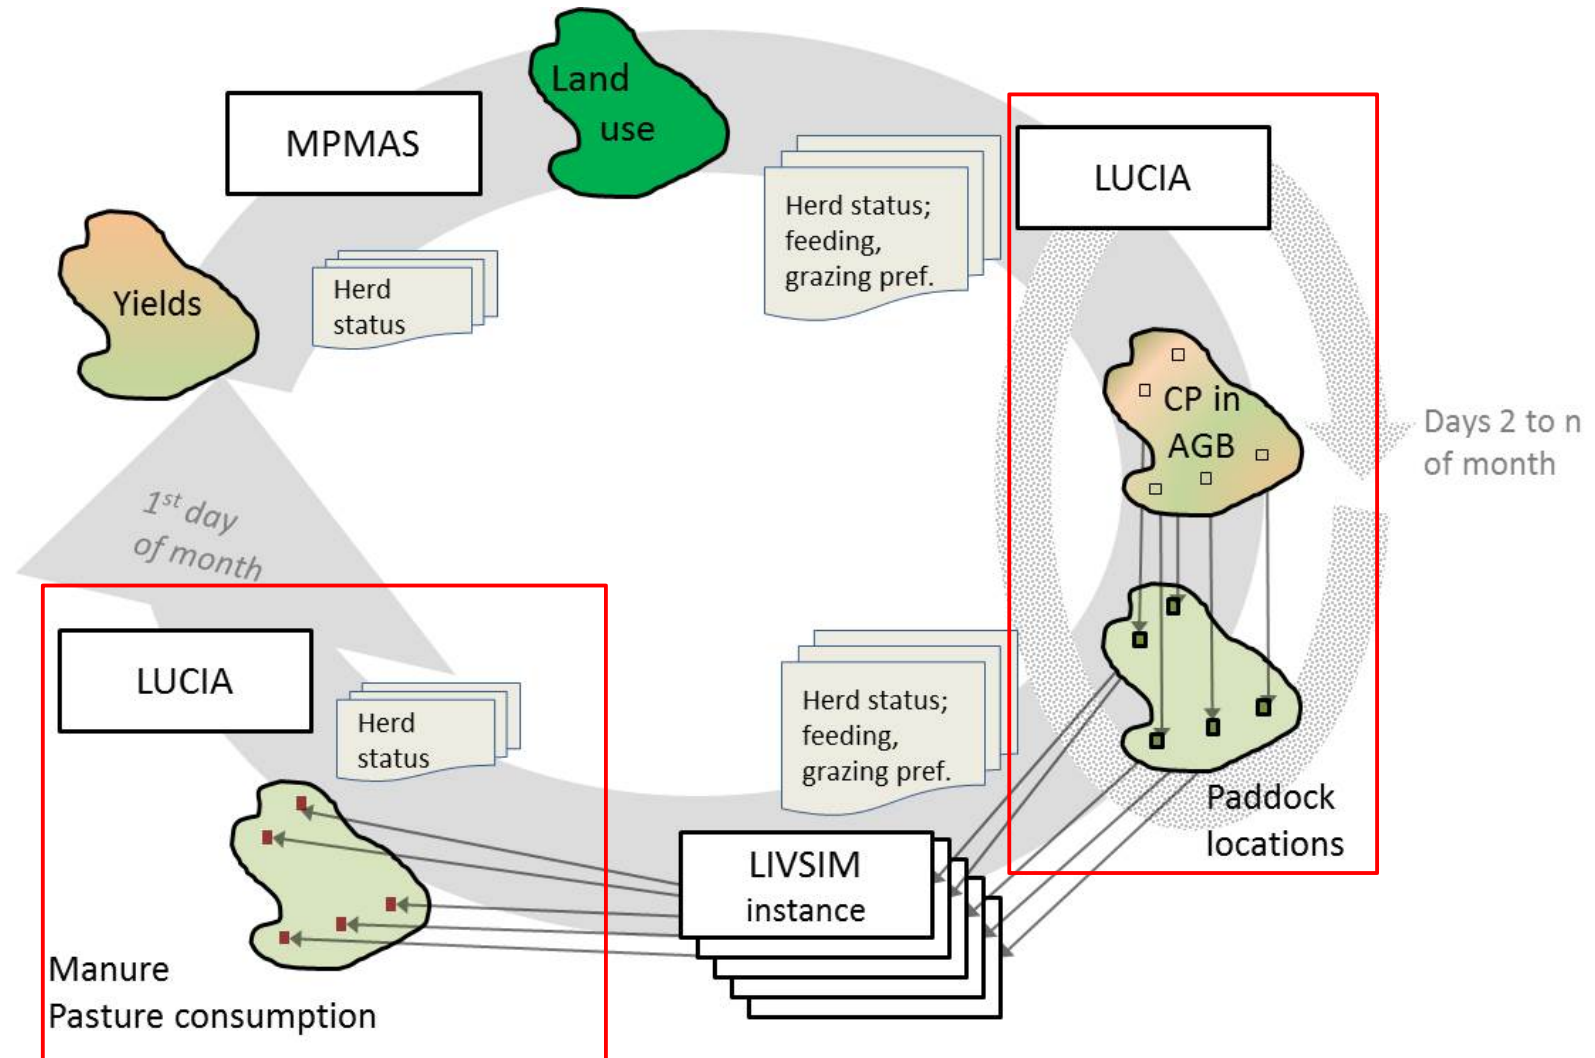 Land
use
MPMAS
LUCIA
Herd status;
feeding,
grazing pref.
Yields
Herd
status
CP in
AGB
Days 2 to n
of month
1st day
of month
LUCIA
Herd
status
Herd status;
feeding,
grazing pref.
Paddock
locations
LIVSIM
instance
Manure
Pasture consumption